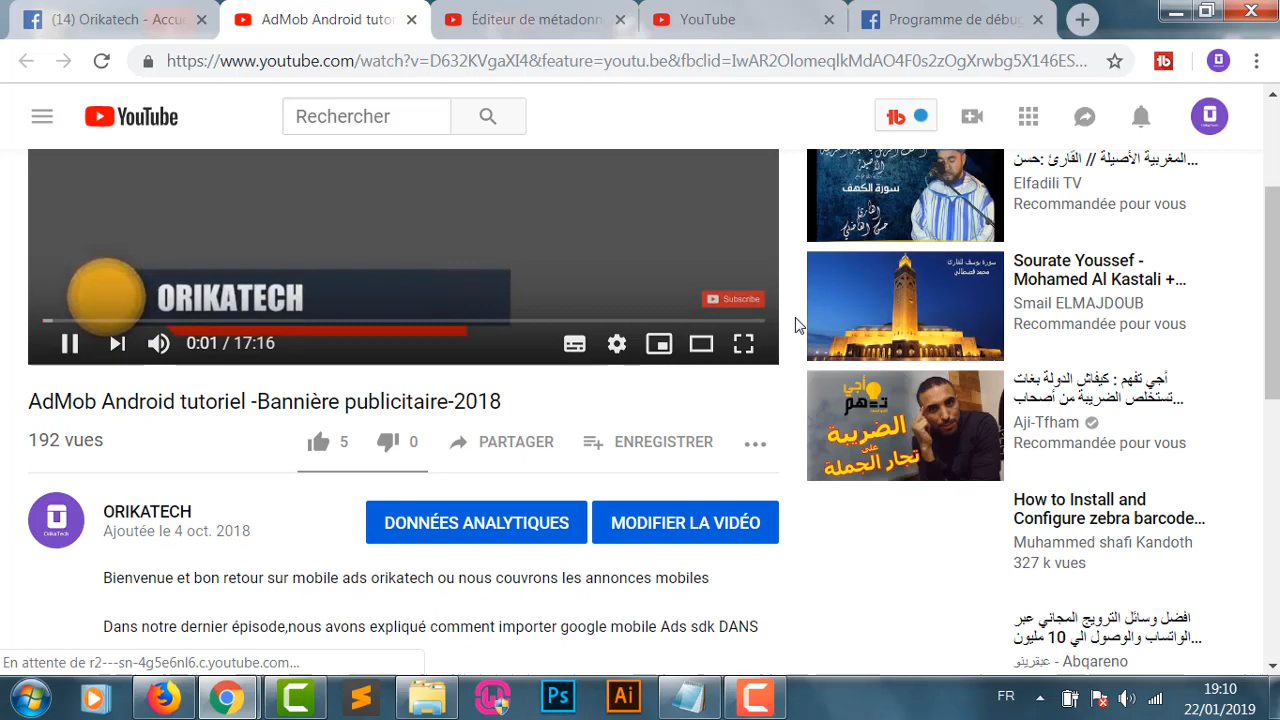 (14) Orikatech - Accue
AdMob Android tutor
Éditeur de métadonn
YouTube
Programme de débu
https://www.youtube.com/watch?v=D63ZKVgaXI4&feature=youtu.be&fbclid=IwAR2OlomeqlkMdAO4F0s2zOgXrwbg5X146ES...
YouTube
Rechercher
المغربية الأصيلة // القارئ :حسن...
Elfadili TV
Recommandée pour vous
الأصيلة
سورة الكهف
Sourate Youssef -
Mohamed Al Kastali +...
Smail ELMAJDOUB
Recommandée pour vous
ORIKATECH
Subscribe
0:01 / 17:16
أجي تفهم : كيفاش الدولة بغات
تستخلص الضريبة من أصحاب...
Aji-Tfham
Recommandée pour vous
أجي
تفهم
الضريبة
على
تجار الجملة
AdMob Android tutoriel -Bannière publicitaire-2018
192 vues
5
0
PARTAGER
ENREGISTRER
How to Install and
Configure zebra barcode...
Muhammed shafi Kandoth
327 k vues
ORIKATECH
Ajoutée le 4 oct. 2018
DONNÉES ANALYTIQUES
MODIFIER LA VIDÉO
Bienvenue et bon retour sur mobile ads orikatech ou nous couvrons les annonces mobiles
Dans notre dernier épisode,nous avons expliqué comment importer google mobile Ads sdk DANS
افضل وسائل الترويج المجاني عبر
الواتساب والوصول الي 10 مليون...
عبقرينو - Abqareno
En attente de r2---sn-4g5e6nl6.c.youtube.com...
Ps
Ai
FR
19:10
22/01/2019